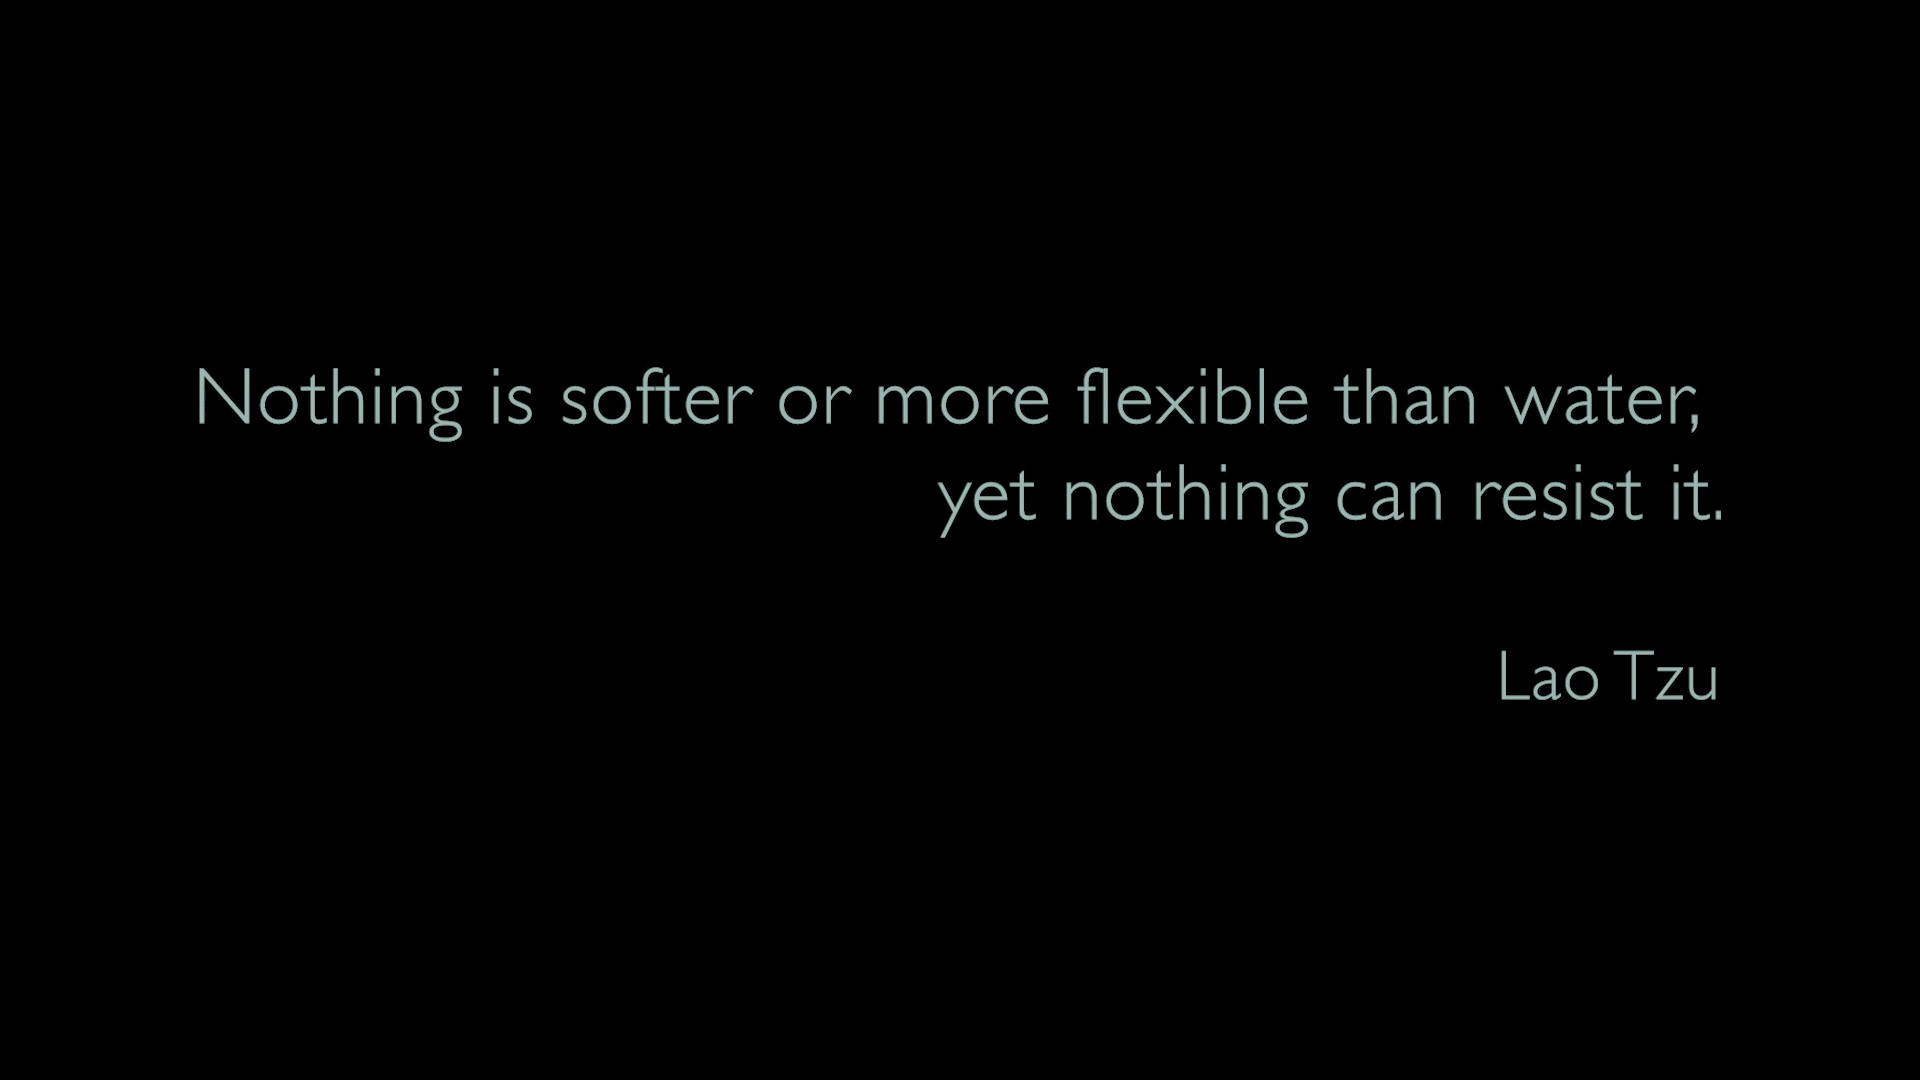 Nothing is softer or more flexible than water,
yet nothing can resist it.
Lao Tzu